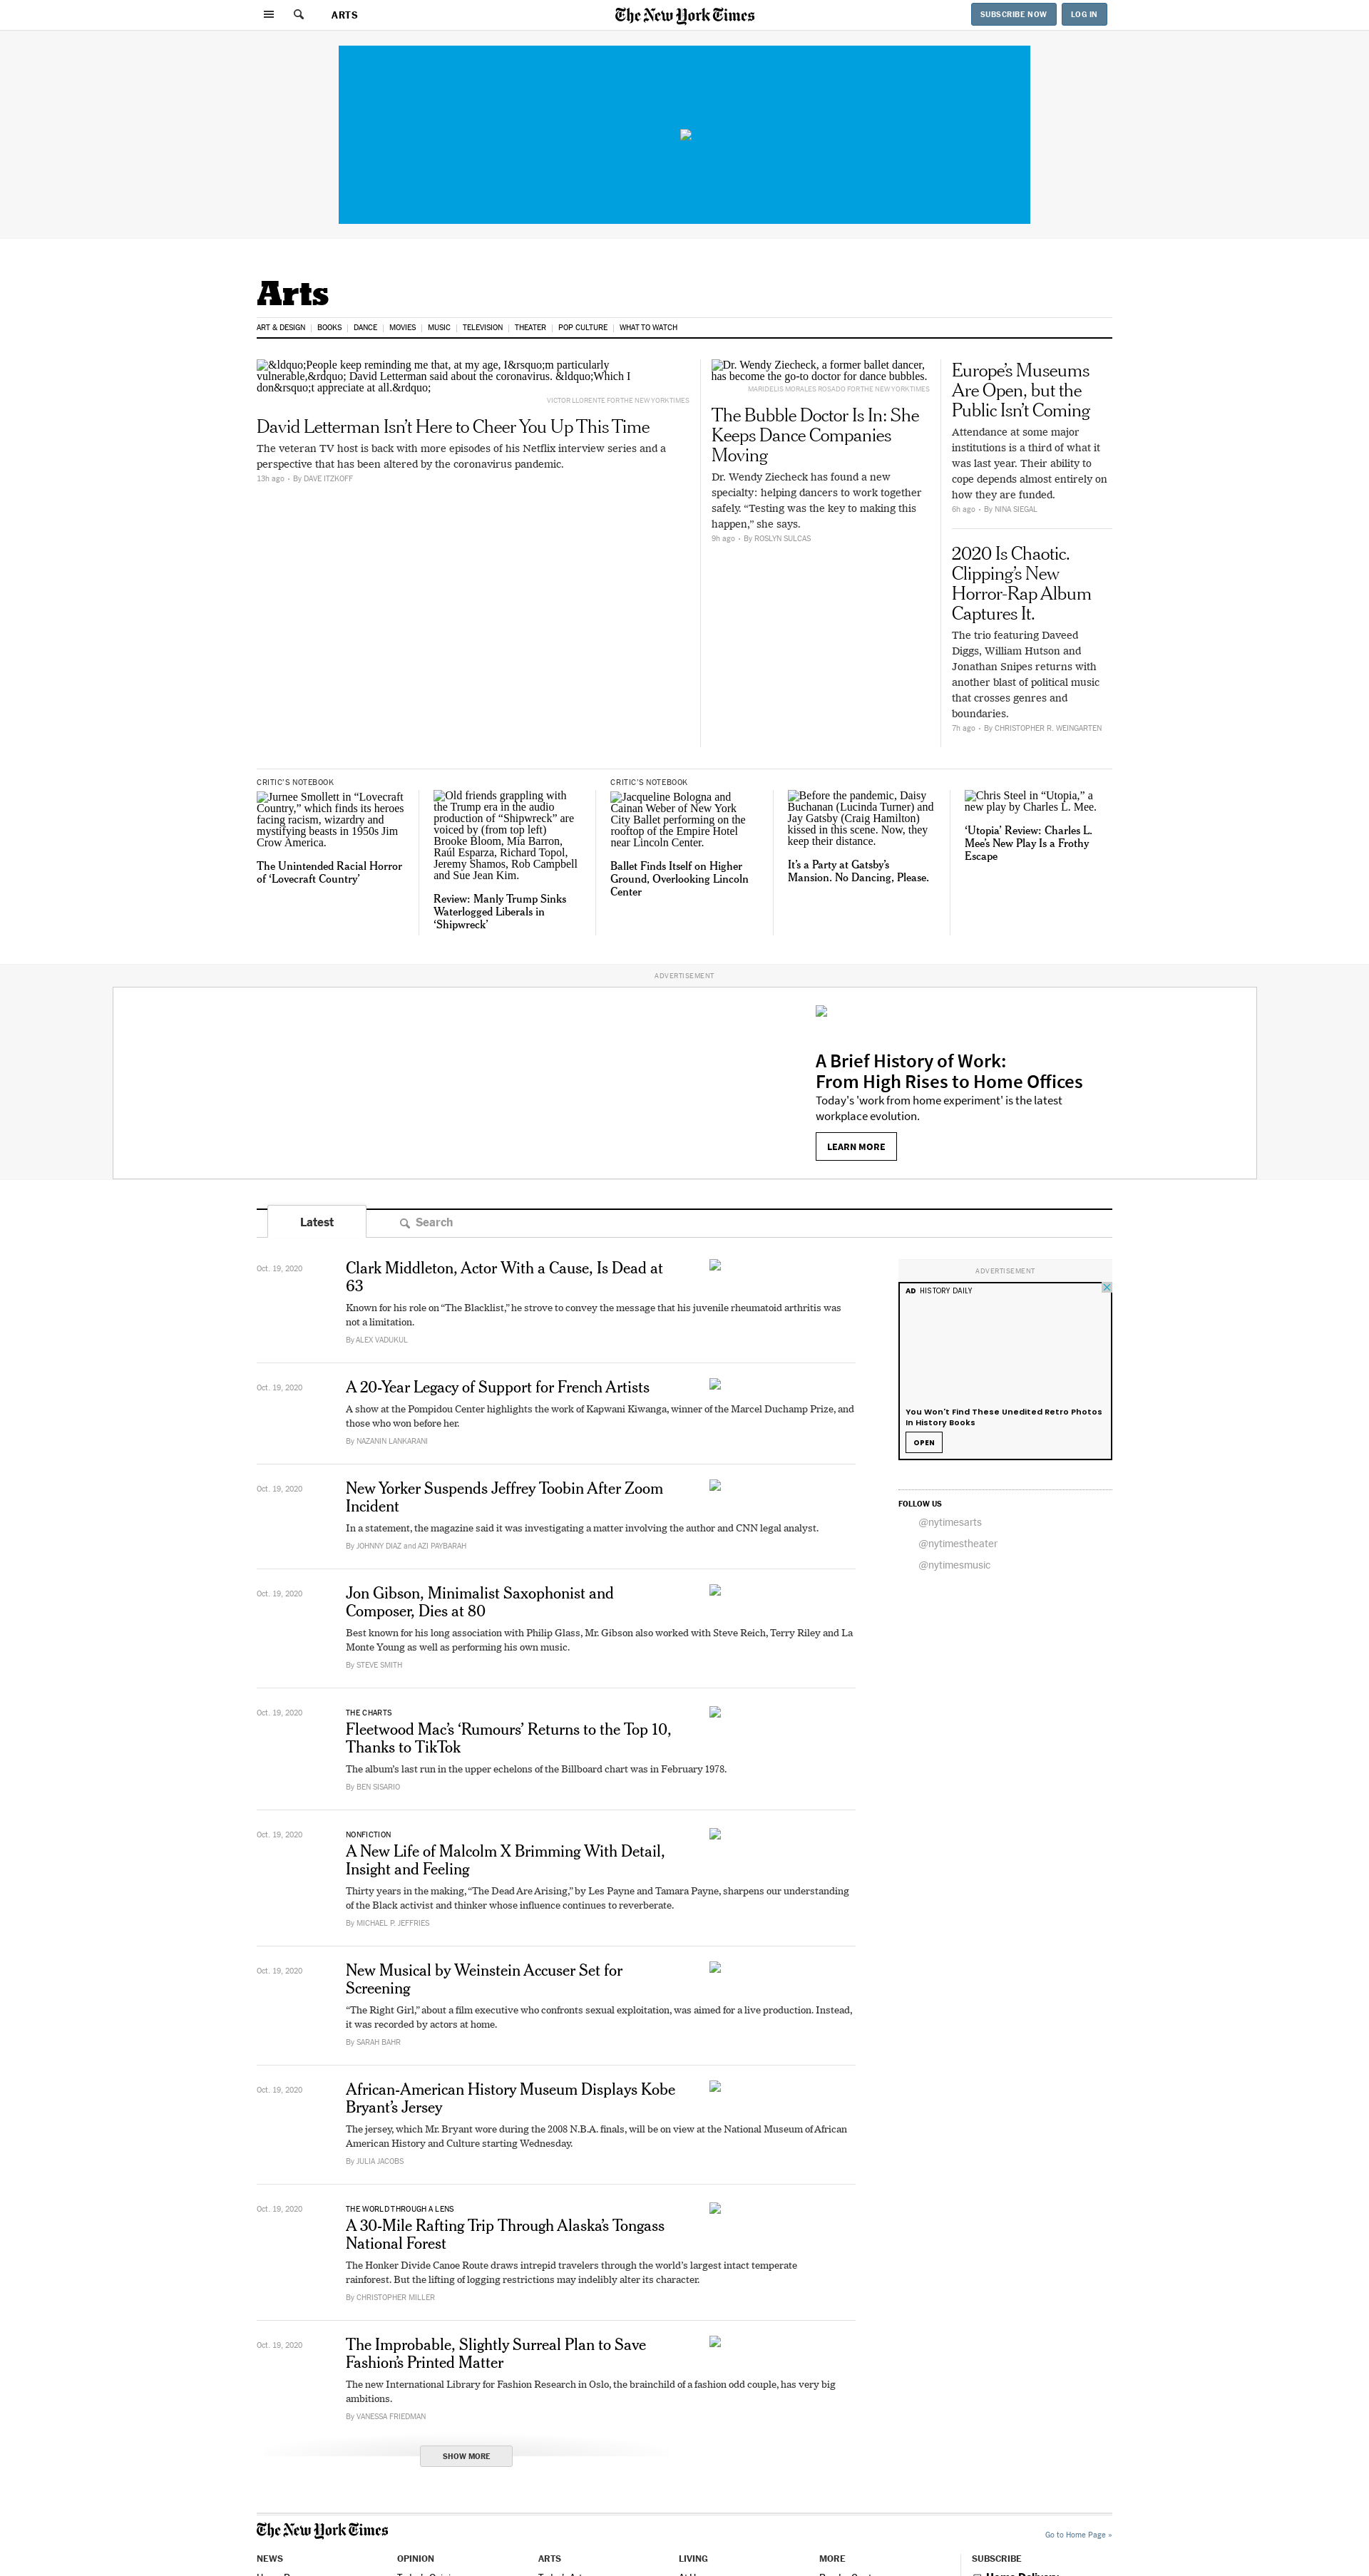 ARTS
The New York Times
SUBSCRIBE NOW
LOG IN
Arts
ART & DESIGN
BOOKS
DANCE
MOVIES
MUSIC
TELEVISION
THEATER
POP CULTURE
WHAT TO WATCH
&ldquo;People keep reminding me that, at my age, I&rsquo;m particularly
vulnerable,&rdquo; David Letterman said about the coronavirus. &ldquo;Which I
don&rsquo;t appreciate at all.&rdquo;
VICTOR LLORENTE FOR THE NEW YORK TIMES
David Letterman Isn’t Here to Cheer You Up This Time
The veteran TV host is back with more episodes of his Netflix interview series and a
perspective that has been altered by the coronavirus pandemic.
13h ago • By DAVE ITZKOFF
Dr. Wendy Ziecheck, a former ballet dancer,
has become the go-to doctor for dance bubbles.
MARIDELIS MORALES ROSADO FOR THE NEW YORK TIMES
The Bubble Doctor Is In: She
Keeps Dance Companies
Moving
Dr. Wendy Ziecheck has found a new
specialty: helping dancers to work together
safely. “Testing was the key to making this
happen,” she says.
9h ago • By ROSLYN SULCAS
Europe’s Museums
Are Open, but the
Public Isn’t Coming
Attendance at some major
institutions is a third of what it
was last year. Their ability to
cope depends almost entirely on
how they are funded.
6h ago • By NINA SIEGAL
2020 Is Chaotic.
Clipping’s New
Horror-Rap Album
Captures It.
The trio featuring Daveed
Diggs, William Hutson and
Jonathan Snipes returns with
another blast of political music
that crosses genres and
boundaries.
7h ago • By CHRISTOPHER R. WEINGARTEN
CRITIC’S NOTEBOOK
Jurnee Smollett in “Lovecraft
Country,” which finds its heroes
facing racism, wizardry and
mystifying beasts in 1950s Jim
Crow America.
The Unintended Racial Horror
of ‘Lovecraft Country’
Old friends grappling with
the Trump era in the audio
production of “Shipwreck” are
voiced by (from top left)
Brooke Bloom, Mia Barron,
Raúl Esparza, Richard Topol,
Jeremy Shamos, Rob Campbell
and Sue Jean Kim.
Review: Manly Trump Sinks
Waterlogged Liberals in
‘Shipwreck’
CRITIC’S NOTEBOOK
Jacqueline Bologna and
Cainan Weber of New York
City Ballet performing on the
rooftop of the Empire Hotel
near Lincoln Center.
Ballet Finds Itself on Higher
Ground, Overlooking Lincoln
Center
Before the pandemic, Daisy
Buchanan (Lucinda Turner) and
Jay Gatsby (Craig Hamilton)
kissed in this scene. Now, they
keep their distance.
It’s a Party at Gatsby’s
Mansion. No Dancing, Please.
Chris Steel in “Utopia,” a
new play by Charles L. Mee.
‘Utopia’ Review: Charles L.
Mee’s New Play Is a Frothy
Escape
ADVERTISEMENT
A Brief History of Work:
From High Rises to Home Offices
Today's 'work from home experiment' is the latest
workplace evolution.
LEARN MORE
Latest
Search
Oct. 19, 2020
Clark Middleton, Actor With a Cause, Is Dead at
63
Known for his role on “The Blacklist,” he strove to convey the message that his juvenile rheumatoid arthritis was
not a limitation.
By ALEX VADUKUL
Oct. 19, 2020
A 20-Year Legacy of Support for French Artists
A show at the Pompidou Center highlights the work of Kapwani Kiwanga, winner of the Marcel Duchamp Prize, and
those who won before her.
By NAZANIN LANKARANI
Oct. 19, 2020
New Yorker Suspends Jeffrey Toobin After Zoom
Incident
In a statement, the magazine said it was investigating a matter involving the author and CNN legal analyst.
By JOHNNY DIAZ and AZI PAYBARAH
Oct. 19, 2020
Jon Gibson, Minimalist Saxophonist and
Composer, Dies at 80
Best known for his long association with Philip Glass, Mr. Gibson also worked with Steve Reich, Terry Riley and La
Monte Young as well as performing his own music.
By STEVE SMITH
Oct. 19, 2020
THE CHARTS
Fleetwood Mac’s ‘Rumours’ Returns to the Top 10,
Thanks to TikTok
The album’s last run in the upper echelons of the Billboard chart was in February 1978.
By BEN SISARIO
Oct. 19, 2020
NONFICTION
A New Life of Malcolm X Brimming With Detail,
Insight and Feeling
Thirty years in the making, “The Dead Are Arising,” by Les Payne and Tamara Payne, sharpens our understanding
of the Black activist and thinker whose influence continues to reverberate.
By MICHAEL P. JEFFRIES
Oct. 19, 2020
New Musical by Weinstein Accuser Set for
Screening
“The Right Girl,” about a film executive who confronts sexual exploitation, was aimed for a live production. Instead,
it was recorded by actors at home.
By SARAH BAHR
Oct. 19, 2020
African-American History Museum Displays Kobe
Bryant’s Jersey
The jersey, which Mr. Bryant wore during the 2008 N.B.A. finals, will be on view at the National Museum of African
American History and Culture starting Wednesday.
By JULIA JACOBS
Oct. 19, 2020
THE WORLD THROUGH A LENS
A 30-Mile Rafting Trip Through Alaska’s Tongass
National Forest
The Honker Divide Canoe Route draws intrepid travelers through the world’s largest intact temperate
rainforest. But the lifting of logging restrictions may indelibly alter its character.
By CHRISTOPHER MILLER
Oct. 19, 2020
The Improbable, Slightly Surreal Plan to Save
Fashion’s Printed Matter
The new International Library for Fashion Research in Oslo, the brainchild of a fashion odd couple, has very big
ambitions.
By VANESSA FRIEDMAN
SHOW MORE
ADVERTISEMENT
AD HISTORY DAILY
You Won't Find These Unedited Retro Photos
In History Books
OPEN
FOLLOW US
@nytimesarts
@nytimestheater
@nytimesmusic
The New York Times
Go to Home Page »
NEWS
OPINION
ARTS
LIVING
MORE
SUBSCRIBE